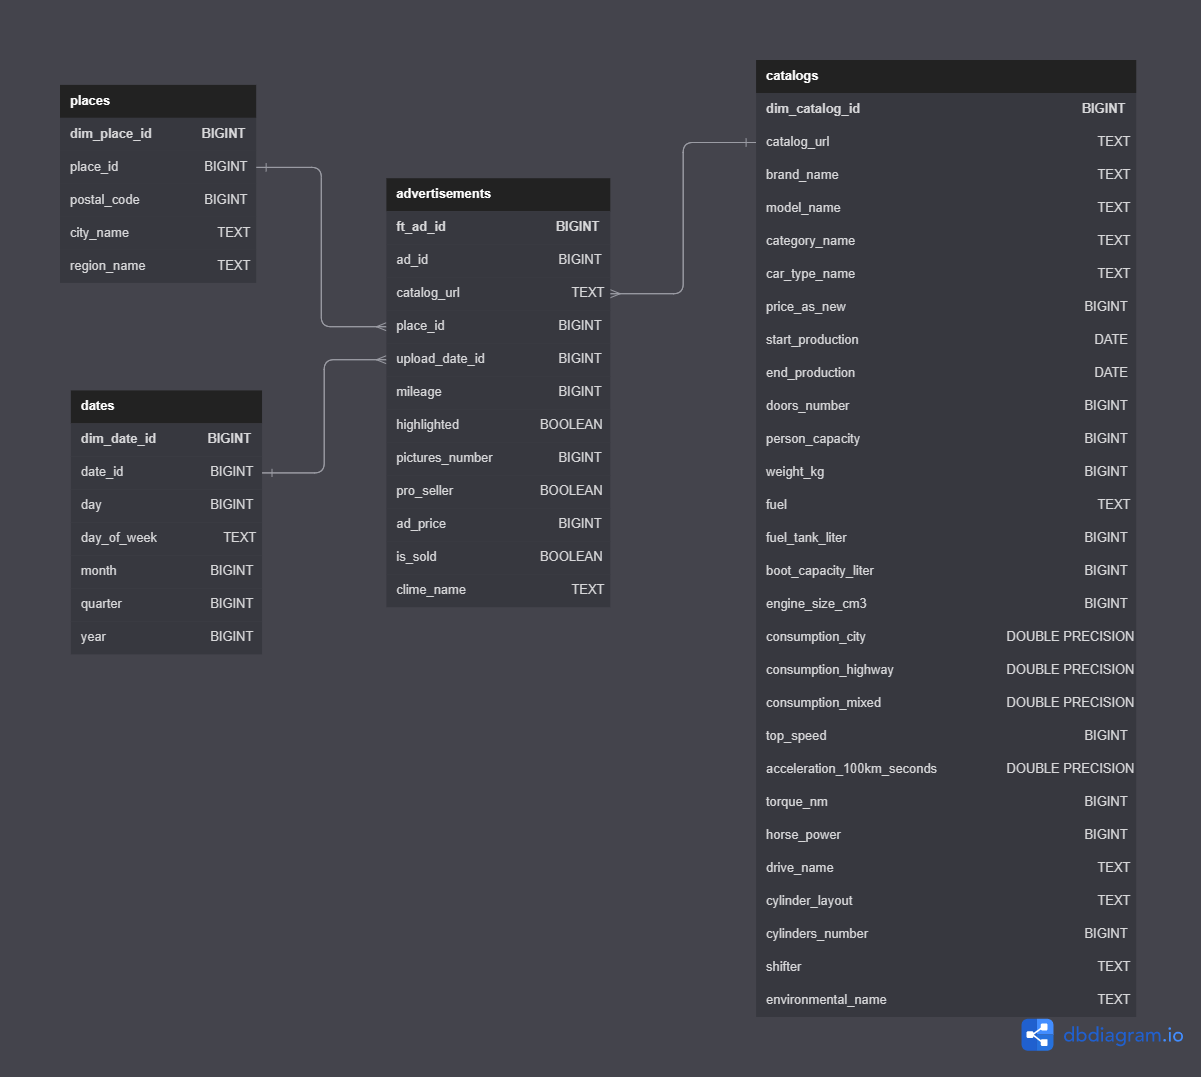 places
dim_place_id BIGINT
place_id BIGINT
postal_code BIGINT
city_name TEXT
region_name TEXT
dates
dim_date_id BIGINT
date_id BIGINT
day BIGINT
day_of_week TEXT
month BIGINT
quarter BIGINT
year BIGINT
advertisements
ft_ad_id BIGINT
ad_id BIGINT
catalog_url TEXT
place_id BIGINT
upload_date_id BIGINT
mileage BIGINT
highlighted BOOLEAN
pictures_number BIGINT
pro_seller BOOLEAN
ad_price BIGINT
is_sold BOOLEAN
clime_name TEXT
catalogs
dim_catalog_id BIGINT
catalog_url TEXT
brand_name TEXT
model_name TEXT
category_name TEXT
car_type_name TEXT
price_as_new BIGINT
start_production DATE
end_production DATE
doors_number BIGINT
person_capacity BIGINT
weight_kg BIGINT
fuel TEXT
fuel_tank_liter BIGINT
boot_capacity_liter BIGINT
engine_size_cm3 BIGINT
consumption_city DOUBLE PRECISION
consumption_highway DOUBLE PRECISION
consumption_mixed DOUBLE PRECISION
top_speed BIGINT
acceleration_100km_seconds DOUBLE PRECISION
torque_nm BIGINT
horse_power BIGINT
drive_name TEXT
cylinder_layout TEXT
cylinders_number BIGINT
shifter TEXT
environmental_name TEXT
dbdiagram.io